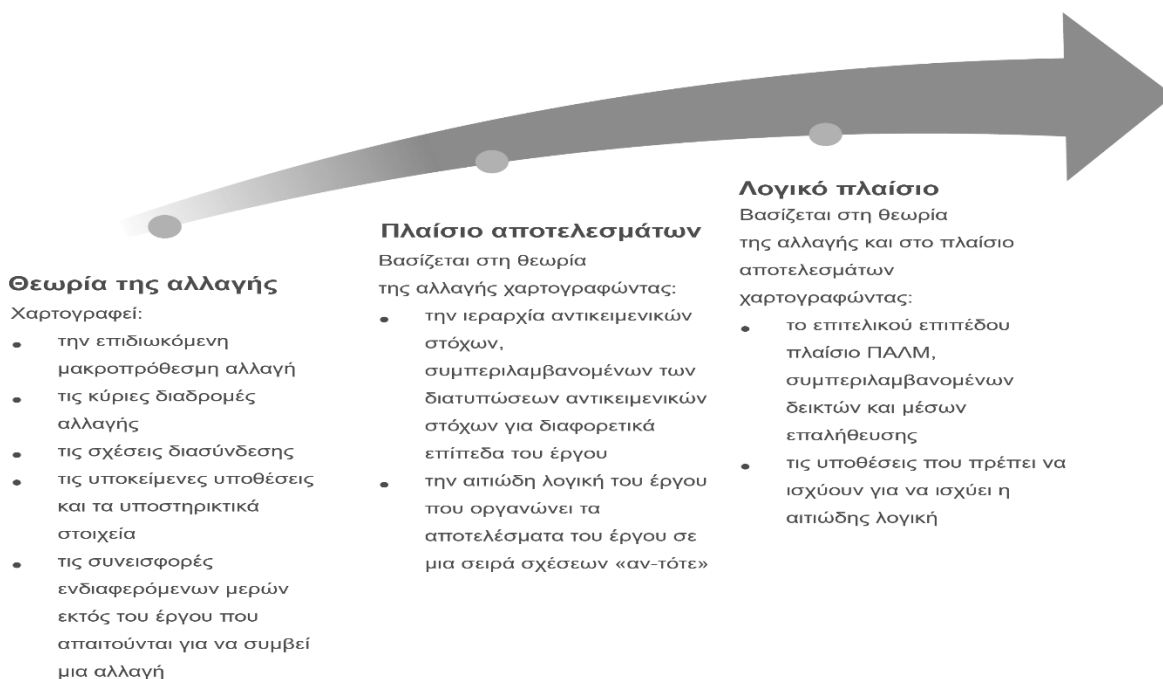 Θεωρία της αλλαγής
Χαρτογραφεί:
• την επιδιωκόμενη
μακροπρόθεσμη αλλαγή
• τις κύριες διαδρομές
αλλαγής
• τις σχέσεις διασύνδεσης
• τις υποκείμενες υποθέσεις
και τα υποστηρικτικά
στοιχεία
• τις συνεισφορές
ενδιαφερόμενων μερών
εκτός του έργου που
απαιτούνται για να συμβεί
μια αλλαγή
Πλαίσιο αποτελεσμάτων
Βασίζεται στη θεωρία
της αλλαγής χαρτογραφώντας:
• την ιεραρχία αντικειμενικών
στόχων,
συμπεριλαμβανομένων των
διατυπώσεων αντικειμενικών
στόχων για διαφορετικά
επίπεδα του έργου
• την αιτιώδη λογική του έργου
που οργανώνει τα
αποτελέσματα του έργου σε
μια σειρά σχέσεων «αν-τότε»
Λογικό πλαίσιο
Βασίζεται στη θεωρία
της αλλαγής και στο πλαίσιο
αποτελεσμάτων
χαρτογραφώντας:
• το επιτελικού επιπέδου
πλαίσιο ΠΑΛΜ,
συμπεριλαμβανομένων
δεικτών και μέσων
επαλήθευσης
• τις υποθέσεις που πρέπει να
ισχύουν για να ισχύει η
αιτιώδης λογική